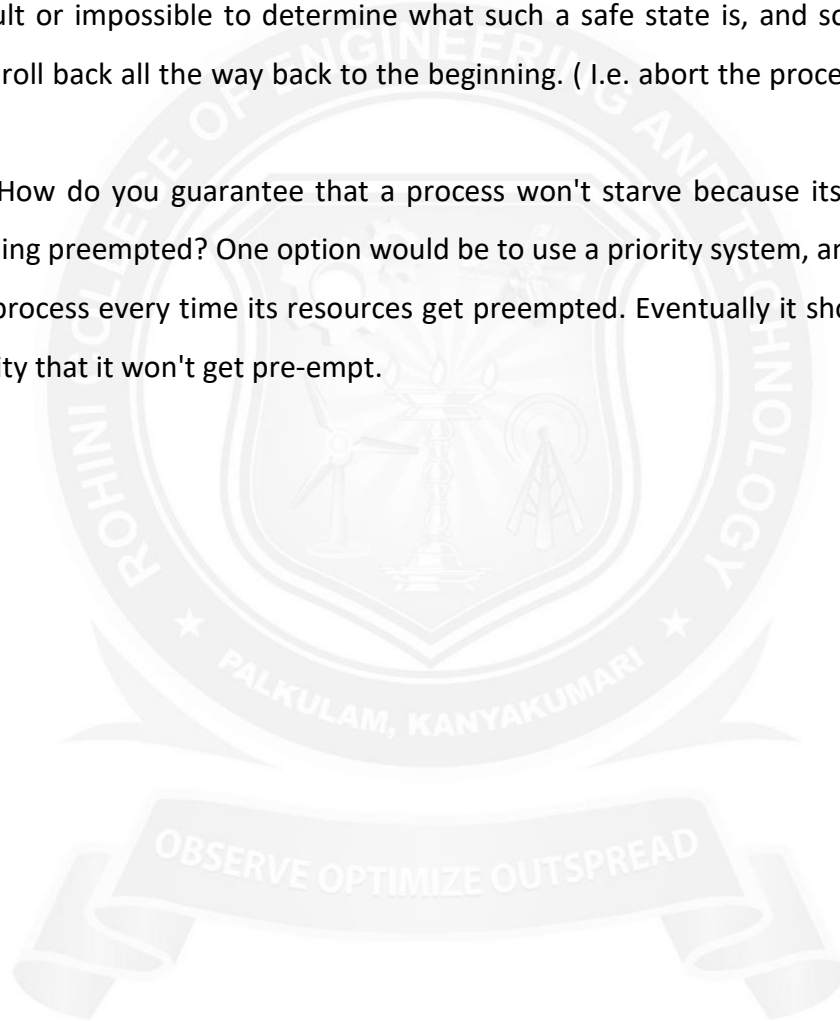 ult or impossible to determine what such a safe state is, and so
roll back all the way back to the beginning. ( I.e. abort the proce
How do you guarantee that a process won't starve because its
ing preempted? One option would be to use a priority system, an
process every time its resources get preempted. Eventually it sho
ity that it won't get pre-empt.
ROHINI COLLEGE OF ENGINEERING AND TECHNOLOGY
PALKULAM, KANYAKUMARI
OBSERVE OPTIMIZE OUTSPREAD